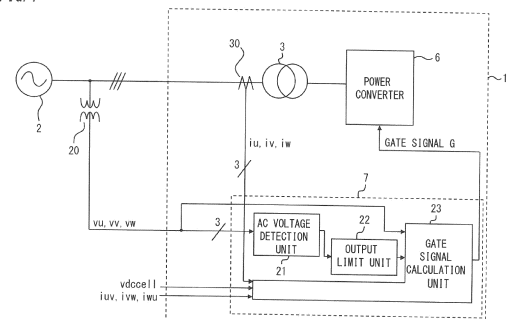 30
3
6
POWER
CONVERTER
1
2
20
iu, iv, iw
3
GATE SIGNAL G
7
23
vu, vv, vw
3
AC VOLTAGE
DETECTION
UNIT
21
22
OUTPUT
LIMIT UNIT
GATE
SIGNAL
CALCULATION
UNIT
vdccell
iuv, ivw, iwu